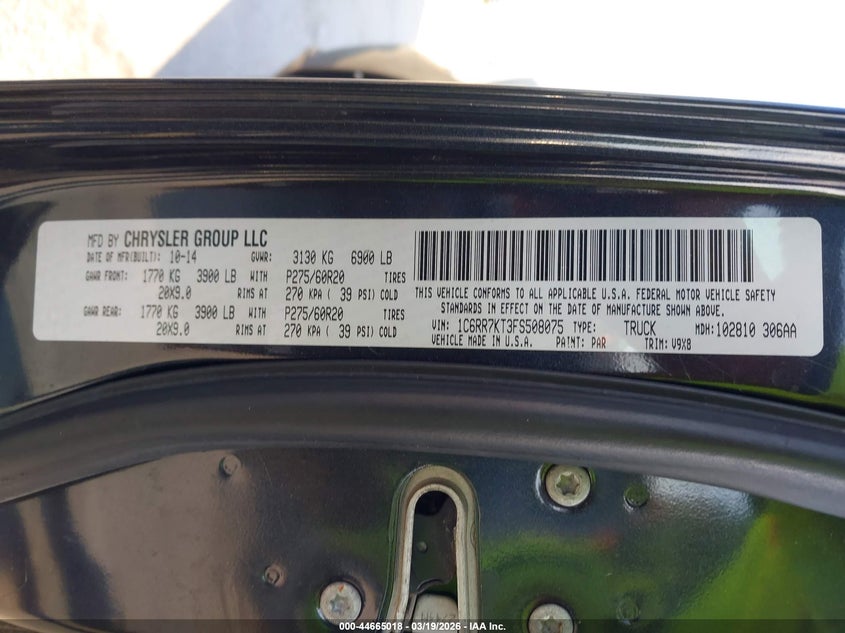 MFD BY CHRYSLER GROUP LLC
DATE OF MFR(BUILT): 10-14 GVWR: 3130 KG 6900 LB
GAWR FRONT: 1770 KG 3900 LB WITH P275/60R20 TIRES
20X9.0 RIMS AT 270 KPA ( 39 PSI) COLD
GAWR REAR: 1770 KG 3900 LB WITH P275/60R20 TIRES
20X9.0 RIMS AT 270 KPA ( 39 PSI) COLD
THIS VEHICLE CONFORMS TO ALL APPLICABLE U.S.A. FEDERAL MOTOR VEHICLE SAFETY
STANDARDS IN EFFECT ON THE DATE OF MANUFACTURE SHOWN ABOVE.
VIN: 1C6RR7KT3FS508075 TYPE: TRUCK MDH: 102810 306AA
VEHICLE MADE IN U.S.A. PAINT: PAR TRIM: V9X8
000-44665018 - 03/19/2026 - IAA Inc.